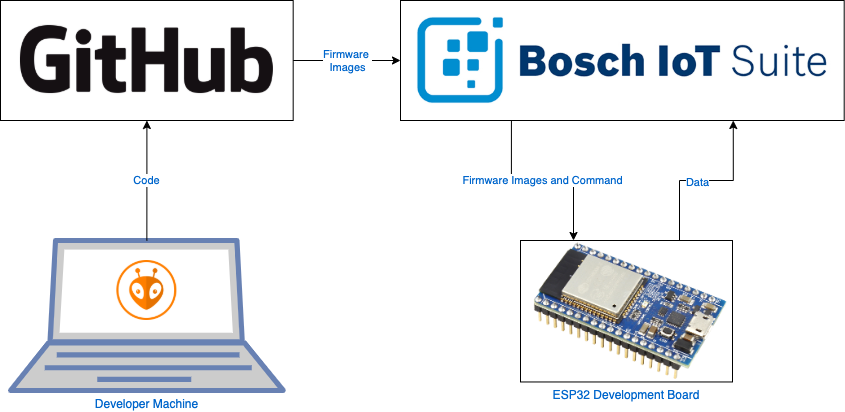 GitHub
Firmware
Images
Bosch IoT Suite
Code
Firmware Images and Command
Data
Developer Machine
ESP32 Development Board